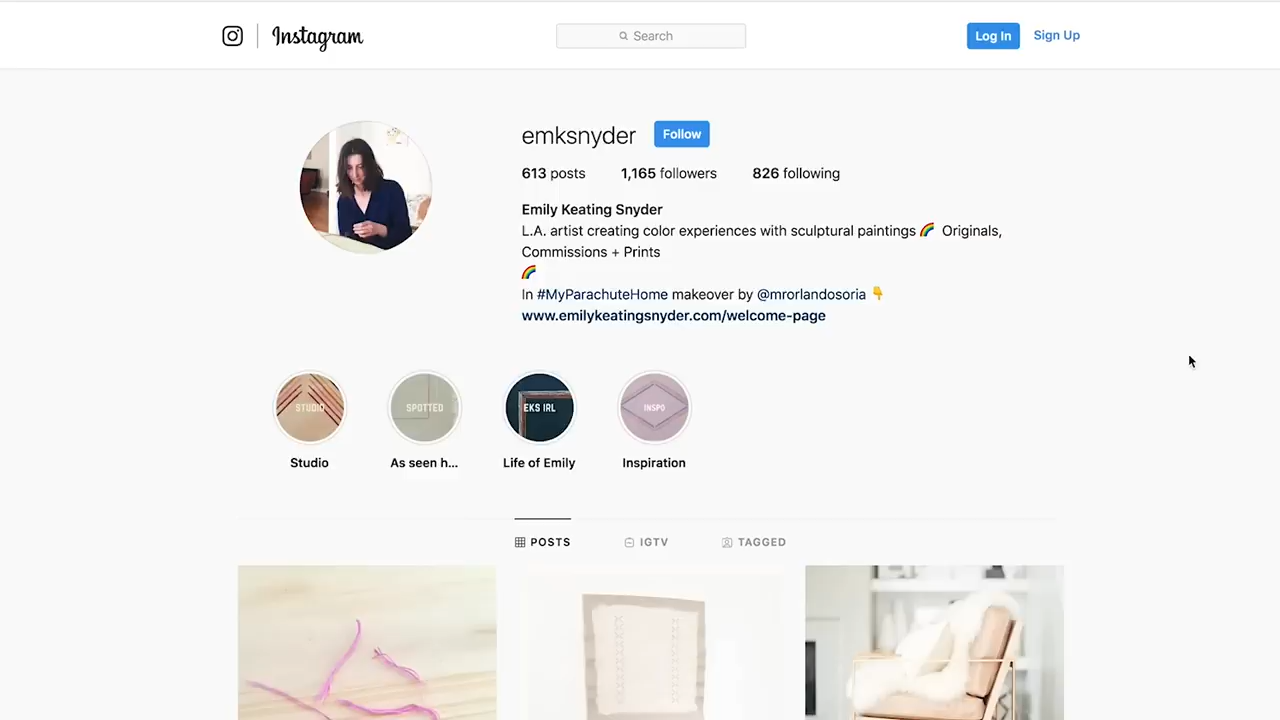 Instagram
Search
Log In
Sign Up
emksnyder
Follow
613 posts 1,165 followers 826 following
Emily Keating Snyder
L.A. artist creating color experiences with sculptural paintings🌈 Originals,
Commissions + Prints
🌈
In #MyParachuteHome makeover by @mrorlandosoria 👇
www.emilykeatingsnyder.com/welcome-page
STUDIO
SPOTTED
EKS IRL
INSPO
Studio
As seen h...
Life of Emily
Inspiration
POSTS
IGTV
TAGGED